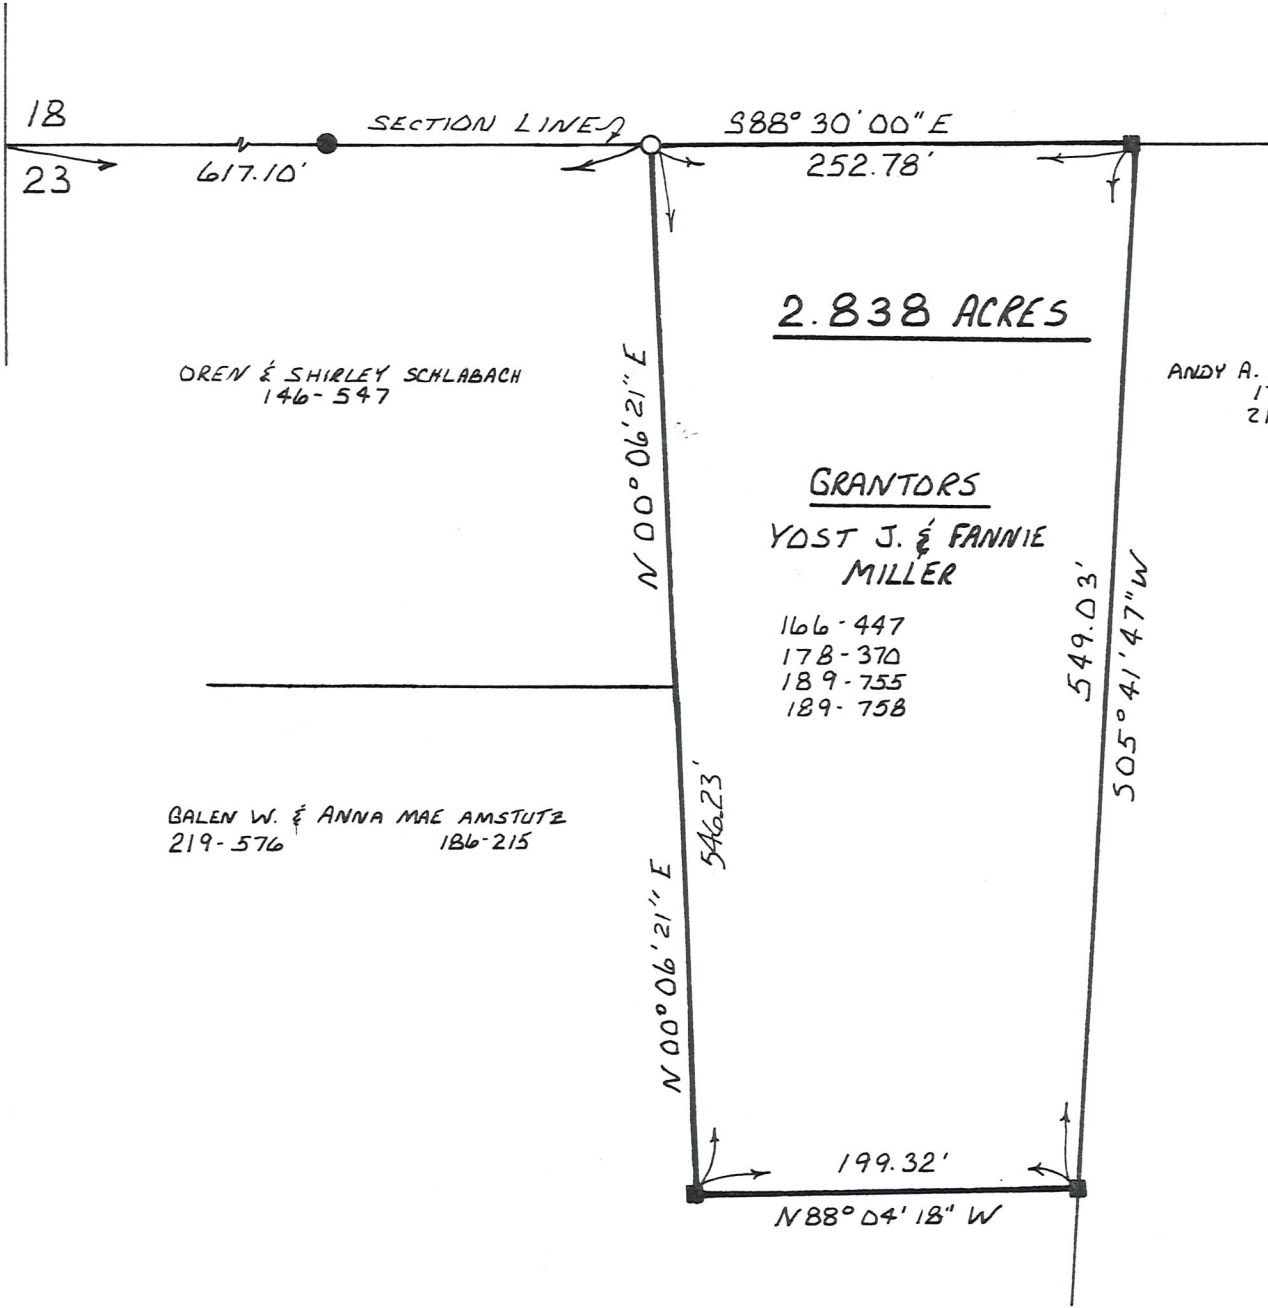 18
23
617.10'
SECTION LINE
S88° 30' 00" E
252.78'
2.838 ACRES
OREN & SHIRLEY SCHLABACH
146-547
N 00° 06' 21" E
ANDY A.
GRANTORS
YOST J. & FANNIE
MILLER
166-447
178-370
189-755
189-758
549.03'
S05° 41' 47" W
GALEN W. & ANNA MAE AMSTUTZ
219-576 186-215
546.23'
N 00° 06' 21" E
199.32'
N88° 04' 18" W